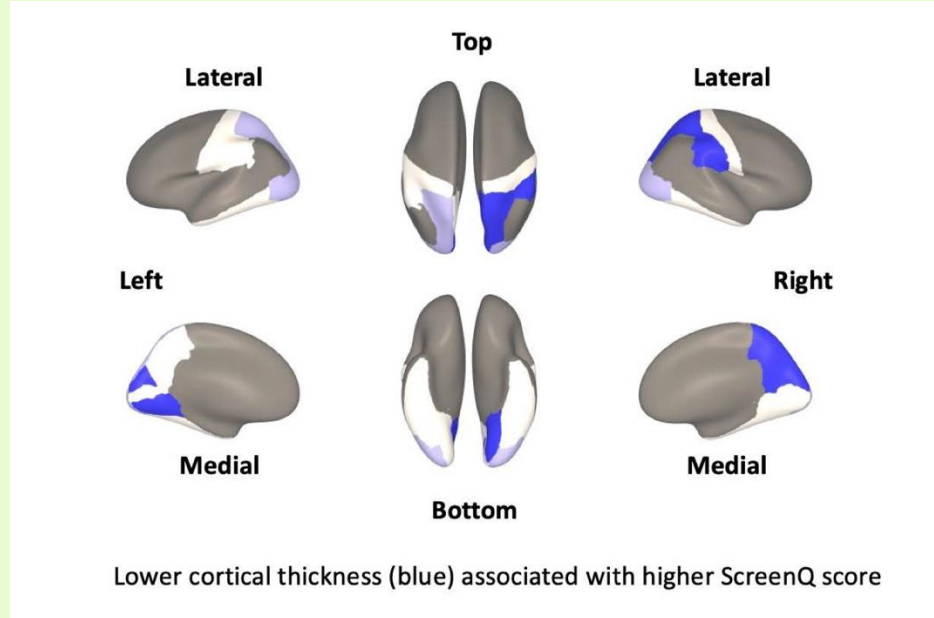 Top
Lateral
Lateral
Left
Right
Medial
Medial
Bottom
Lower cortical thickness (blue) associated with higher ScreenQ score